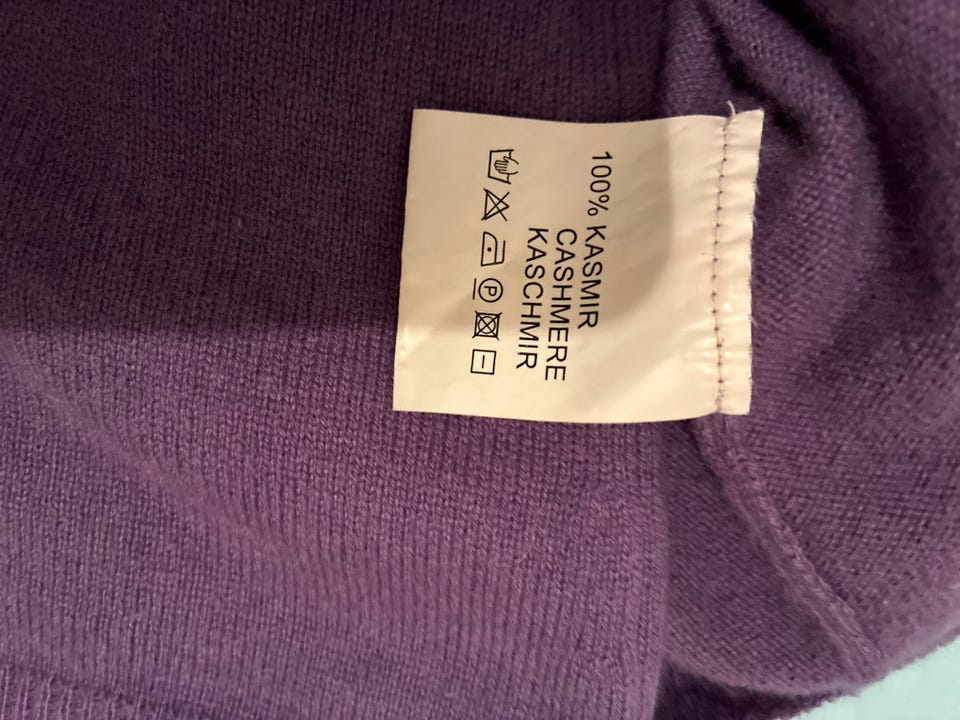 100% KASMIR
CASHMERE
KASCHMIR
P